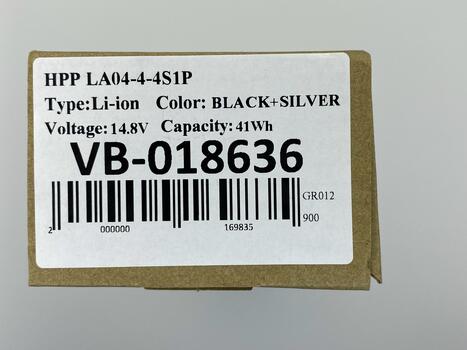 HPP LA04-4-4S1P
Type:Li-ion Color: BLACK+SILVER
Voltage:14.8V Capacity:41Wh
VB-018636
GR012
900
2 000000 169835